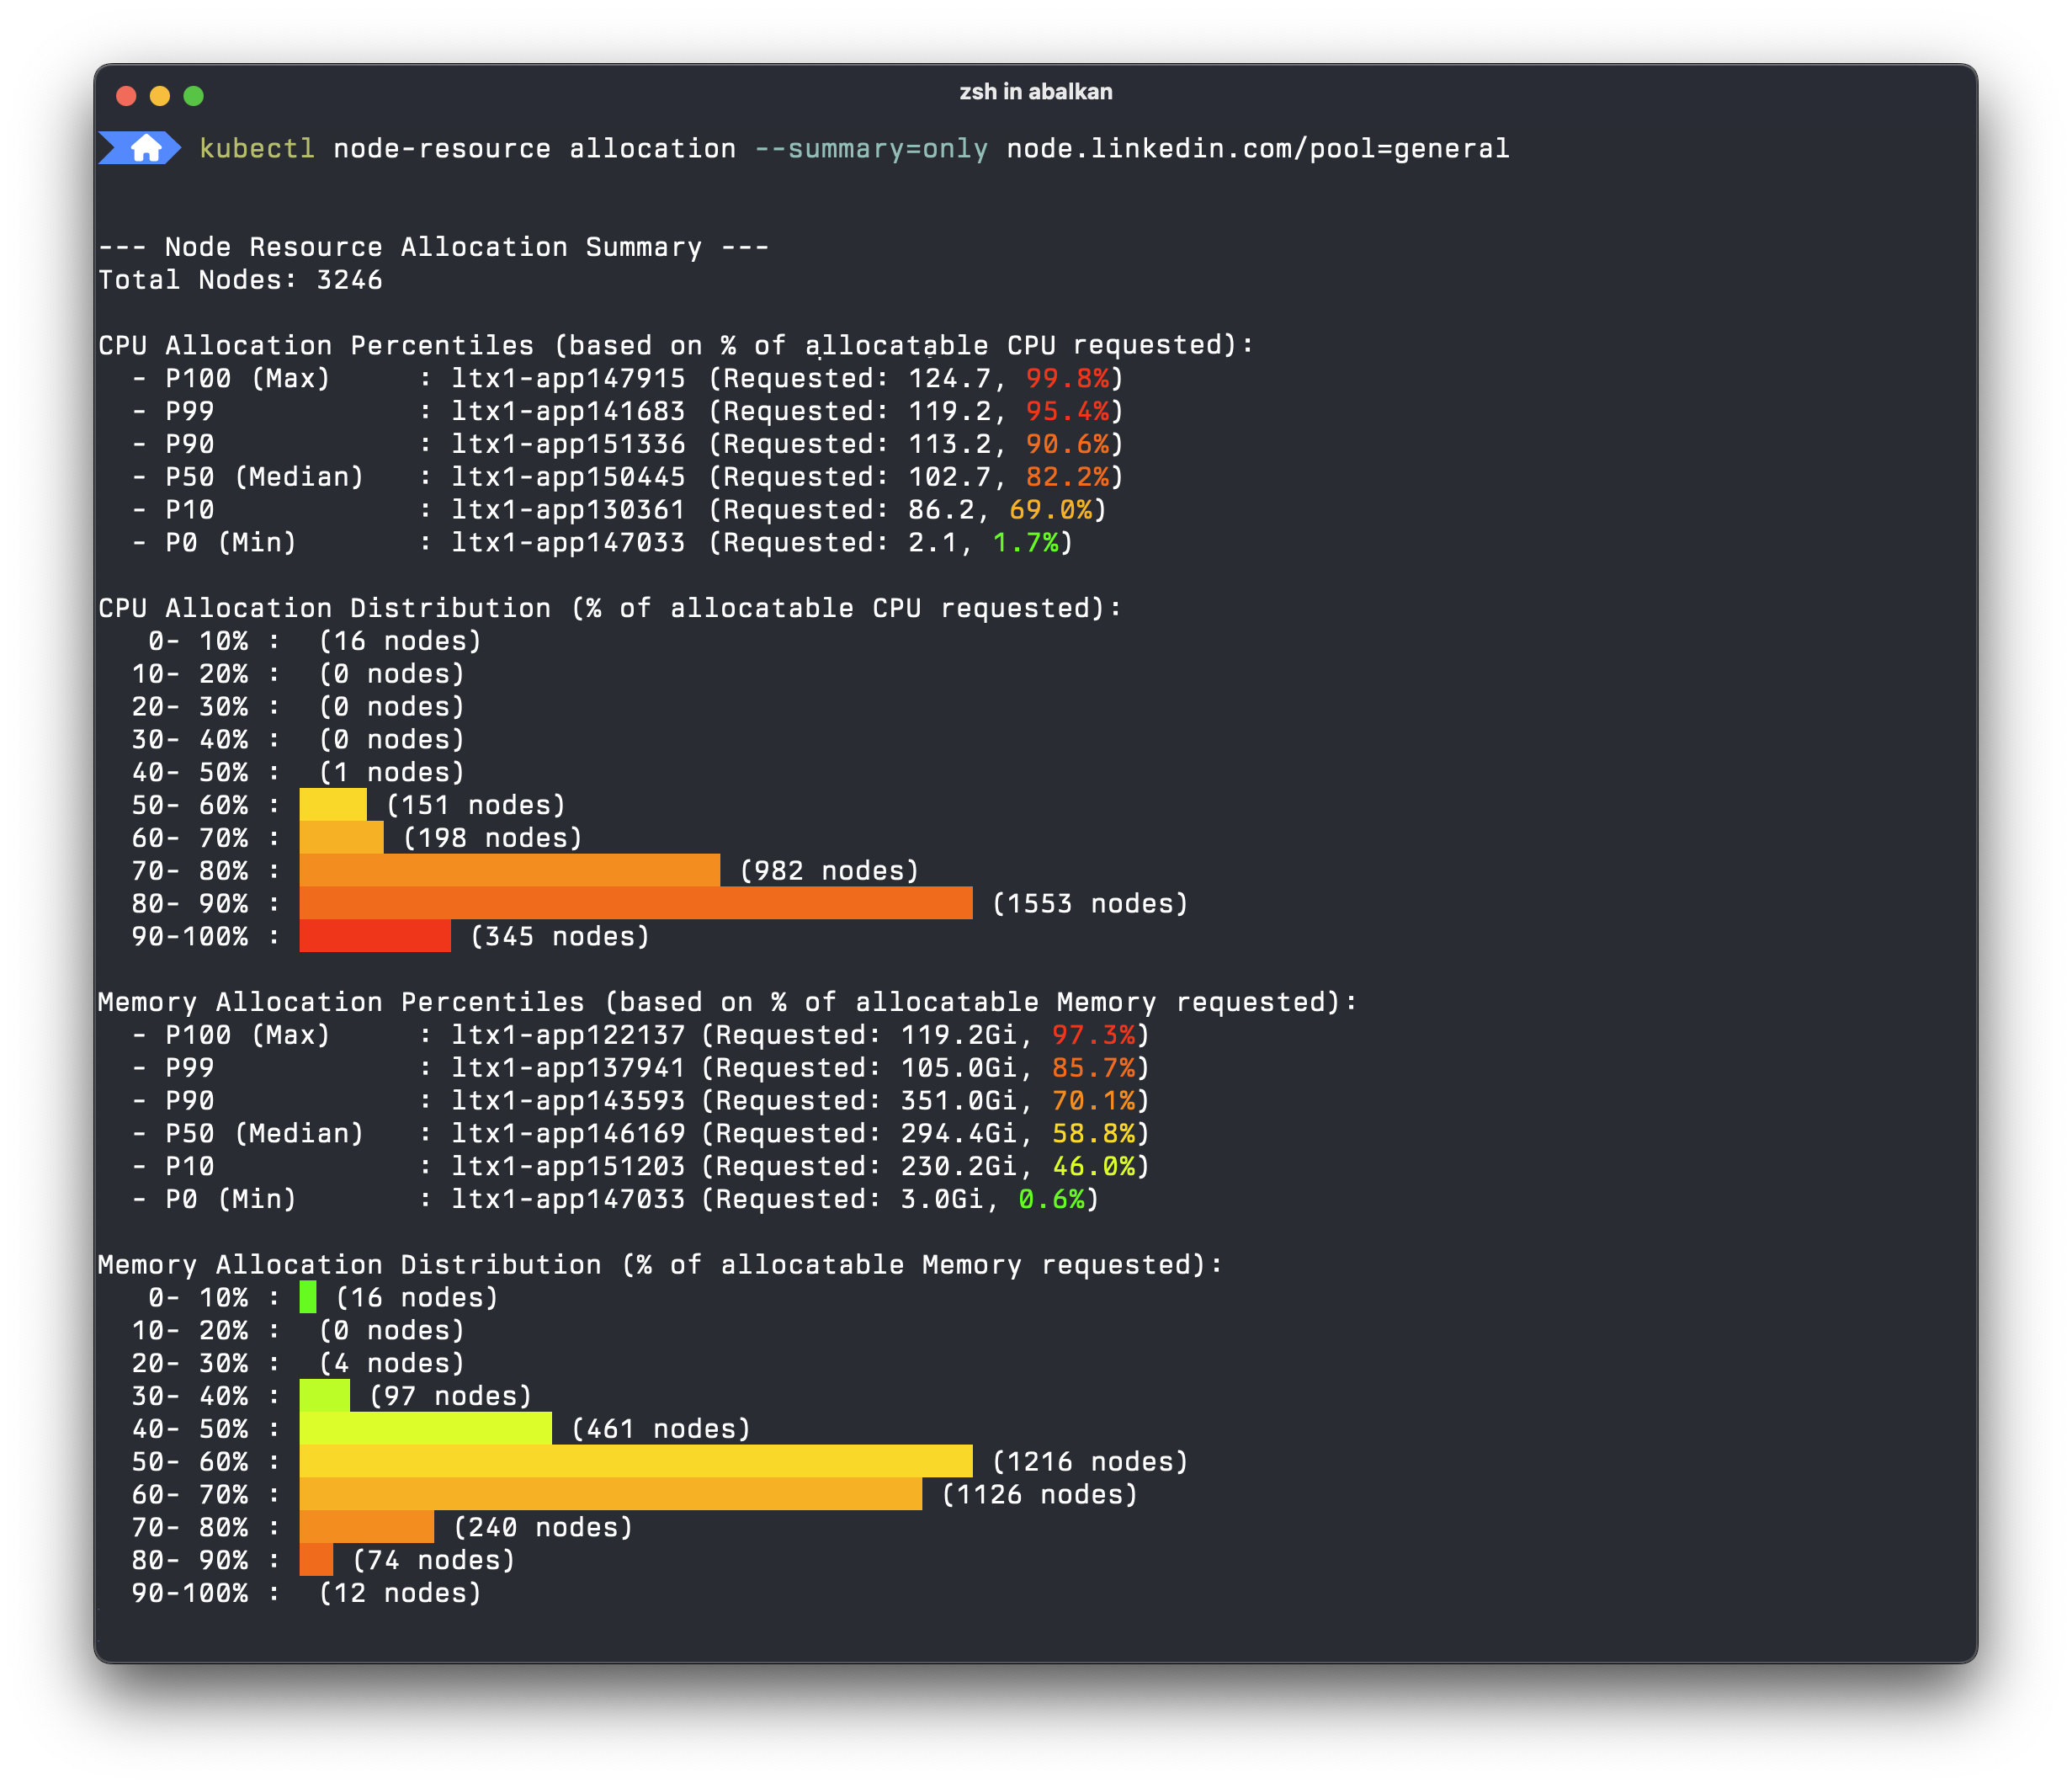 zsh in abalkan
kubectl node-resource allocation --summary=only node.linkedin.com/pool=general
--- Node Resource Allocation Summary ---
Total Nodes: 3246
CPU Allocation Percentiles (based on % of allocatable CPU requested):
- P100 (Max) : ltx1-app147915 (Requested: 124.7, 99.8%)
- P99 : ltx1-app141683 (Requested: 119.2, 95.4%)
- P90 : ltx1-app151336 (Requested: 113.2, 90.6%)
- P50 (Median) : ltx1-app150445 (Requested: 102.7, 82.2%)
- P10 : ltx1-app130361 (Requested: 86.2, 69.0%)
- P0 (Min) : ltx1-app147033 (Requested: 2.1, 1.7%)
CPU Allocation Distribution (% of allocatable CPU requested):
0- 10% : (16 nodes)
10- 20% : (0 nodes)
20- 30% : (0 nodes)
30- 40% : (0 nodes)
40- 50% : (1 nodes)
50- 60% : (151 nodes)
60- 70% : (198 nodes)
70- 80% : (982 nodes)
80- 90% : (1553 nodes)
90-100% : (345 nodes)
Memory Allocation Percentiles (based on % of allocatable Memory requested):
- P100 (Max) : ltx1-app122137 (Requested: 119.2Gi, 97.3%)
- P99 : ltx1-app137941 (Requested: 105.0Gi, 85.7%)
- P90 : ltx1-app143593 (Requested: 351.0Gi, 70.1%)
- P50 (Median) : ltx1-app146169 (Requested: 294.4Gi, 58.8%)
- P10 : ltx1-app151203 (Requested: 230.2Gi, 46.0%)
- P0 (Min) : ltx1-app147033 (Requested: 3.0Gi, 0.6%)
Memory Allocation Distribution (% of allocatable Memory requested):
0- 10% : (16 nodes)
10- 20% : (0 nodes)
20- 30% : (4 nodes)
30- 40% : (97 nodes)
40- 50% : (461 nodes)
50- 60% : (1216 nodes)
60- 70% : (1126 nodes)
70- 80% : (240 nodes)
80- 90% : (74 nodes)
90-100% : (12 nodes)